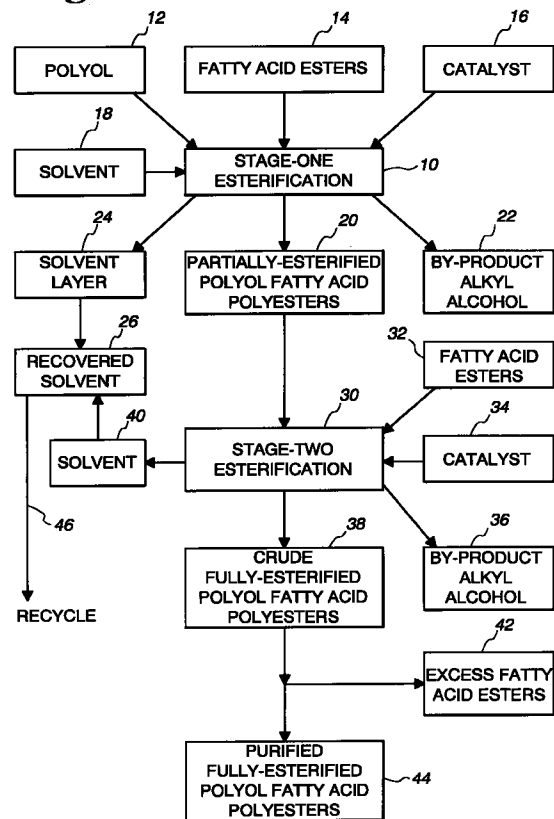 12
14
16
POLYOL
FATTY ACID ESTERS
CATALYST
18
SOLVENT
STAGE-ONE
ESTERIFICATION
10
24
20
22
SOLVENT
LAYER
PARTIALLY-ESTERIFIED
POLYOL FATTY ACID
POLYESTERS
BY-PRODUCT
ALKYL
ALCOHOL
26
RECOVERED
SOLVENT
32
FATTY ACID
ESTERS
30
34
40
SOLVENT
STAGE-TWO
ESTERIFICATION
CATALYST
46
38
36
CRUDE
FULLY-ESTERIFIED
POLYOL FATTY ACID
POLYESTERS
BY-PRODUCT
ALKYL
ALCOHOL
RECYCLE
42
EXCESS FATTY
ACID ESTERS
PURIFIED
FULLY-ESTERIFIED
POLYOL FATTY ACID
POLYESTERS
44